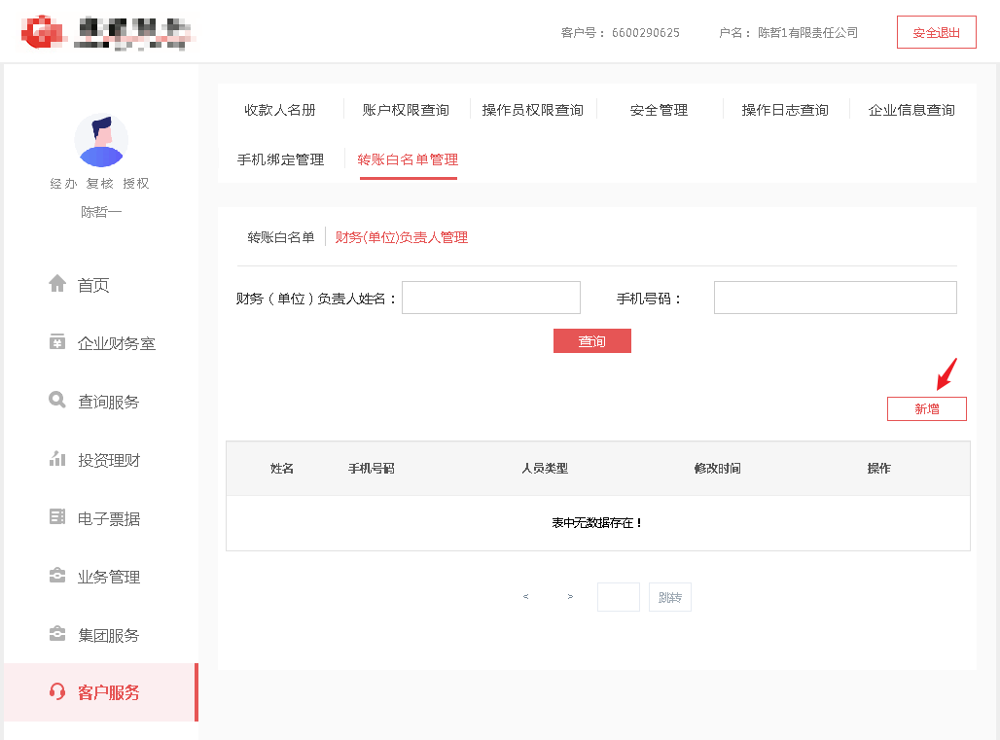 客户号： 6600290625 户名： 陈哲1有限责任公司 安全退出
收款人名册 账户权限查询 操作员权限查询 安全管理 操作日志查询 企业信息查询
手机绑定管理 转账白名单管理
经办 复核 授权
陈哲一
首页
企业财务室
查询服务
投资理财
电子票据
业务管理
集团服务
客户服务
转账白名单 财务(单位)负责人管理
财务（单位）负责人姓名： 手机号码：
查询
新增
姓名 手机号码 人员类型 修改时间 操作
表中无数据存在！
< > 跳转